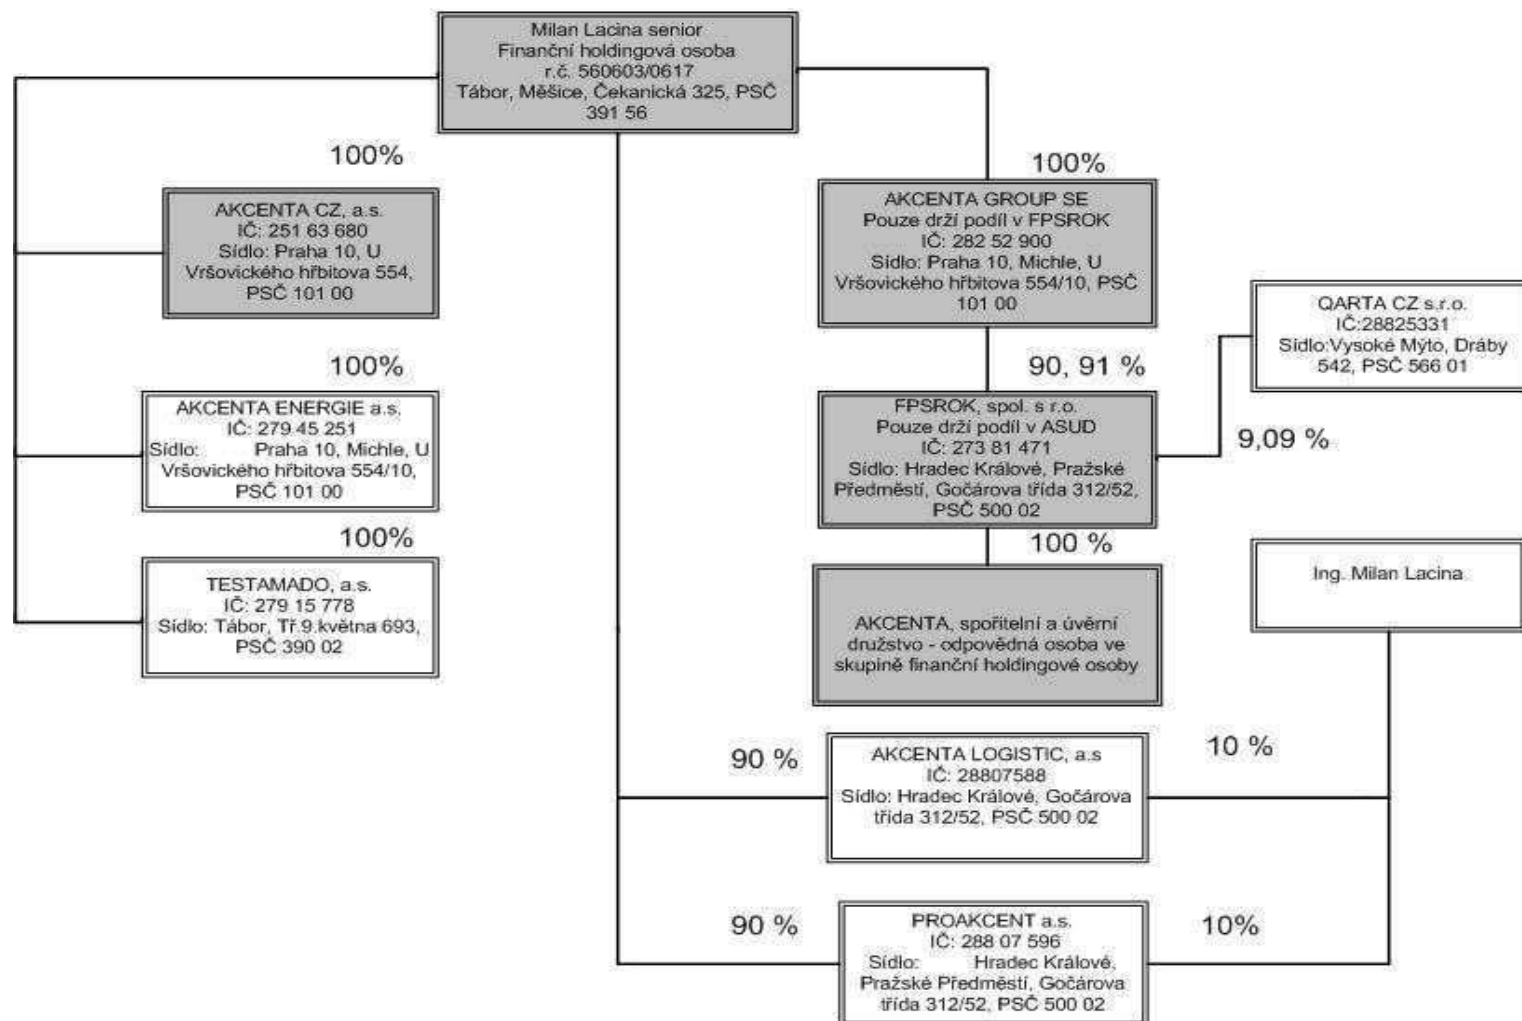 Milan Lacina senior
Finanční holdingová osoba
r.č. 560603/0617
Tábor, Měšice, Čekanická 325, PSČ
391 56
100%
AKCENTA CZ, a.s.
IČ: 251 63 680
Sídlo: Praha 10, U
Vršovického hřbitova 554,
PSČ 101 00
100%
AKCENTA ENERGIE a.s.
IČ: 279 45 251
Sídlo: Praha 10, Michle, U
Vršovického hřbitova 554/10,
PSČ 101 00
100%
TESTAMADO, a.s.
IČ: 279 15 778
Sídlo: Tábor, Tř.9.května 693,
PSČ 390 02
100%
AKCENTA GROUP SE
Pouze drží podíl v FPSROK
IČ: 282 52 900
Sídlo: Praha 10, Michle, U
Vršovického hřbitova 554/10, PSČ
101 00
90, 91 %
QARTA CZ s.r.o.
IČ:28825331
Sídlo:Vysoké Mýto, Dráby
542, PSČ 566 01
9,09 %
FPSROK, spol. s r.o.
Pouze drží podíl v ASUD
IČ: 273 81 471
Sídlo: Hradec Králové, Pražské
Předměstí, Gočárova třída 312/52,
PSČ 500 02
100 %
AKCENTA, spořitelní a úvěrní
družstvo - odpovědná osoba ve
skupině finanční holdingové osoby
Ing. Milan Lacina
90 %
AKCENTA LOGISTIC, a.s
IČ: 28807588
Sídlo: Hradec Králové, Gočárova
třída 312/52, PSČ 500 02
10 %
90 %
PROAKCENT a.s.
IČ: 288 07 596
Sídlo: Hradec Králové,
Pražské Předměstí, Gočárova
třída 312/52, PSČ 500 02
10%